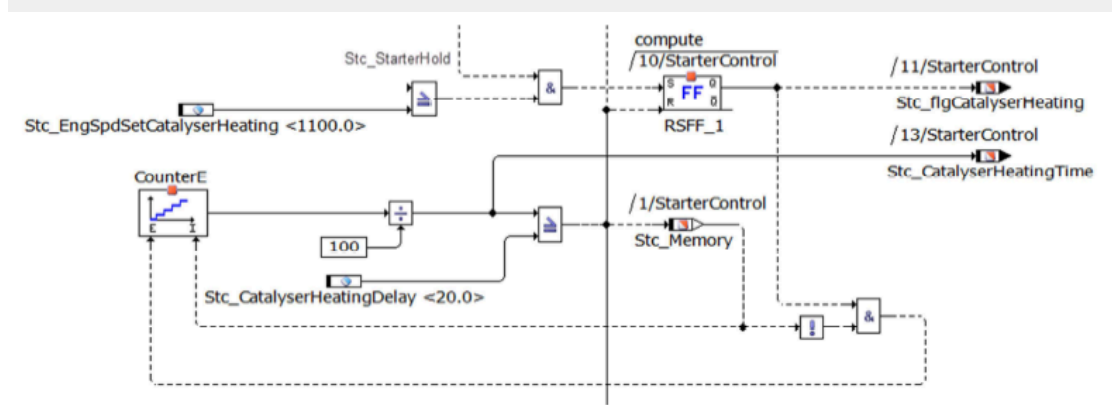 compute
Stc_StarterHold
/10/StarterControl
/11/StarterControl
&
S Q
FF
R Q
Stc_flgCatalyserHeating
Stc_EngSpdSetCatalyserHeating <1100.0>
RSFF_1
/13/StarterControl
CounterE
Stc_CatalyserHeatingTime
E I
÷
/1/StarterControl
100
Stc_Memory
Stc_CatalyserHeatingDelay <20.0>
!
&